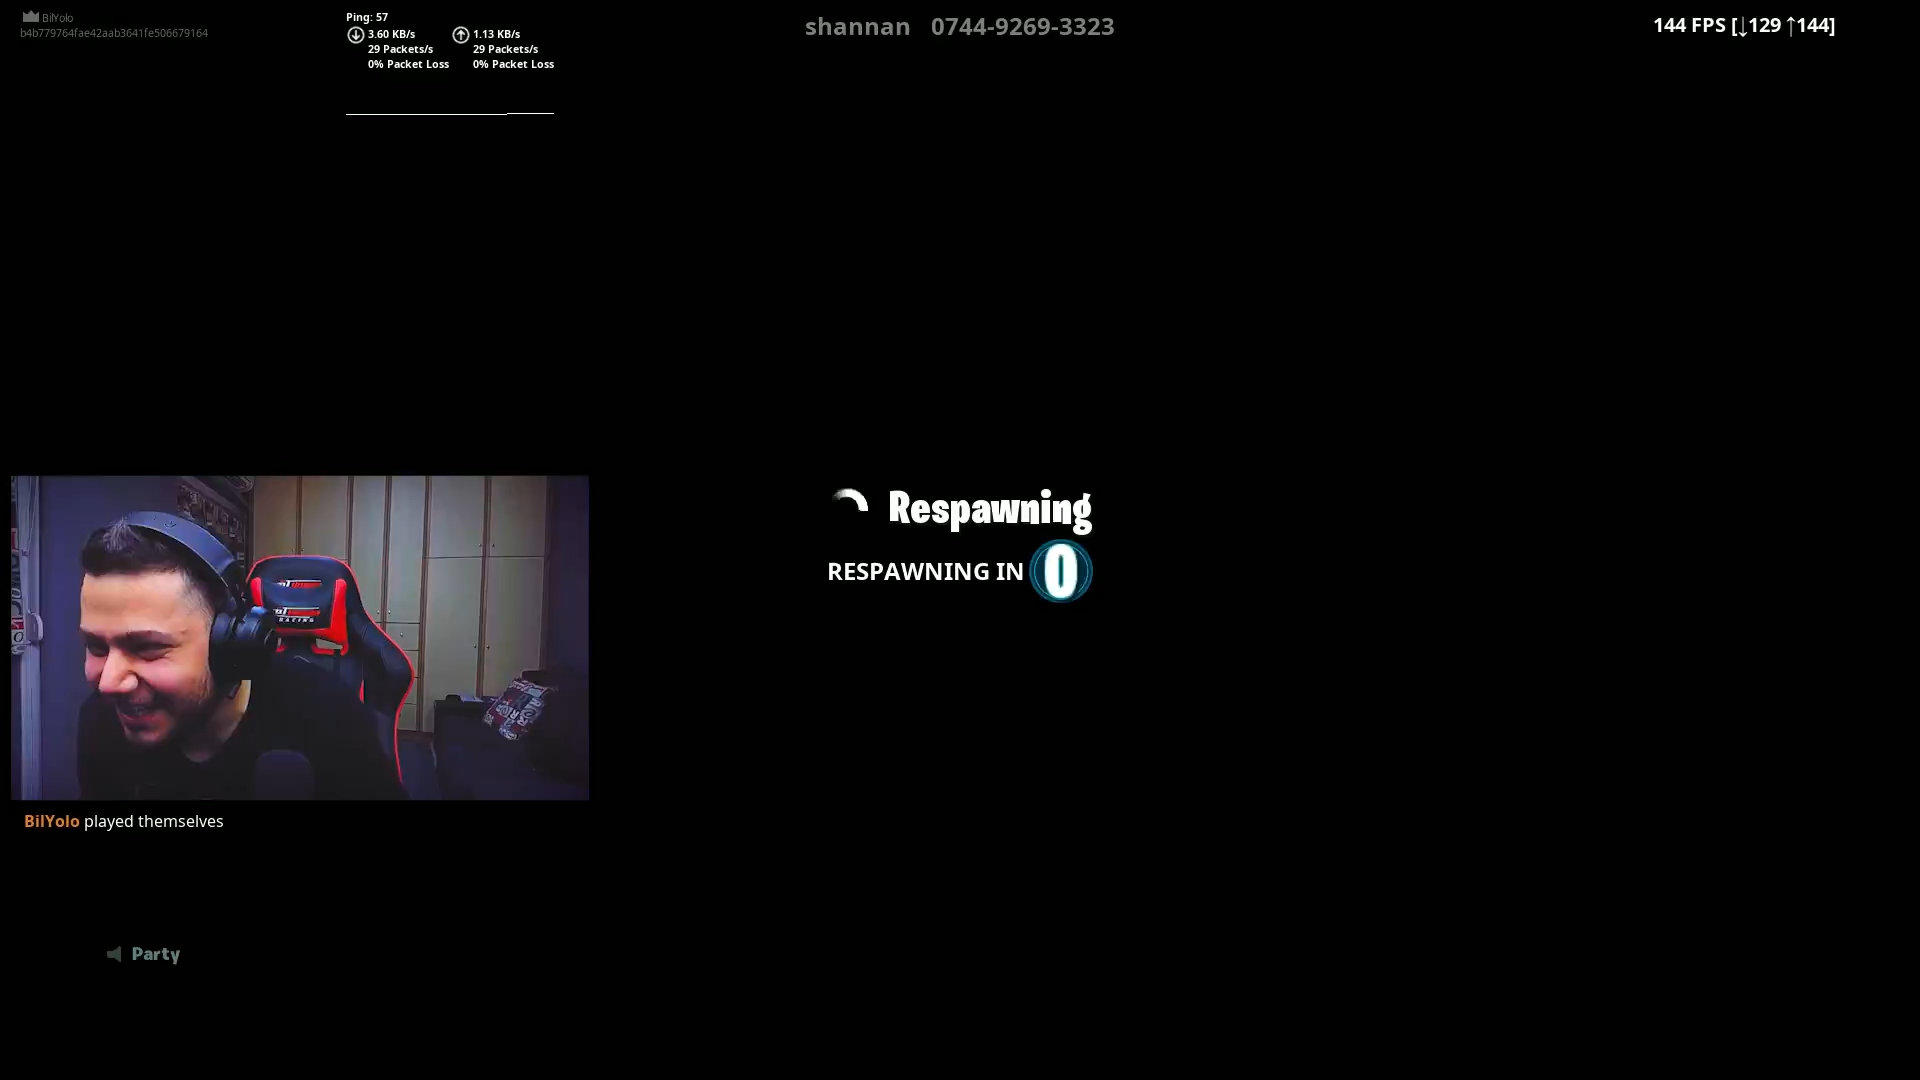 BilYolo
b4b779764fae42aab3641fe506679164
Ping: 57
3.60 KB/s 1.13 KB/s
29 Packets/s 29 Packets/s
0% Packet Loss 0% Packet Loss
shannan 0744-9269-3323
144 FPS [↓129 ↑144]
Respawning
RESPAWNING IN 0
RACING
BilYolo played themselves
Party